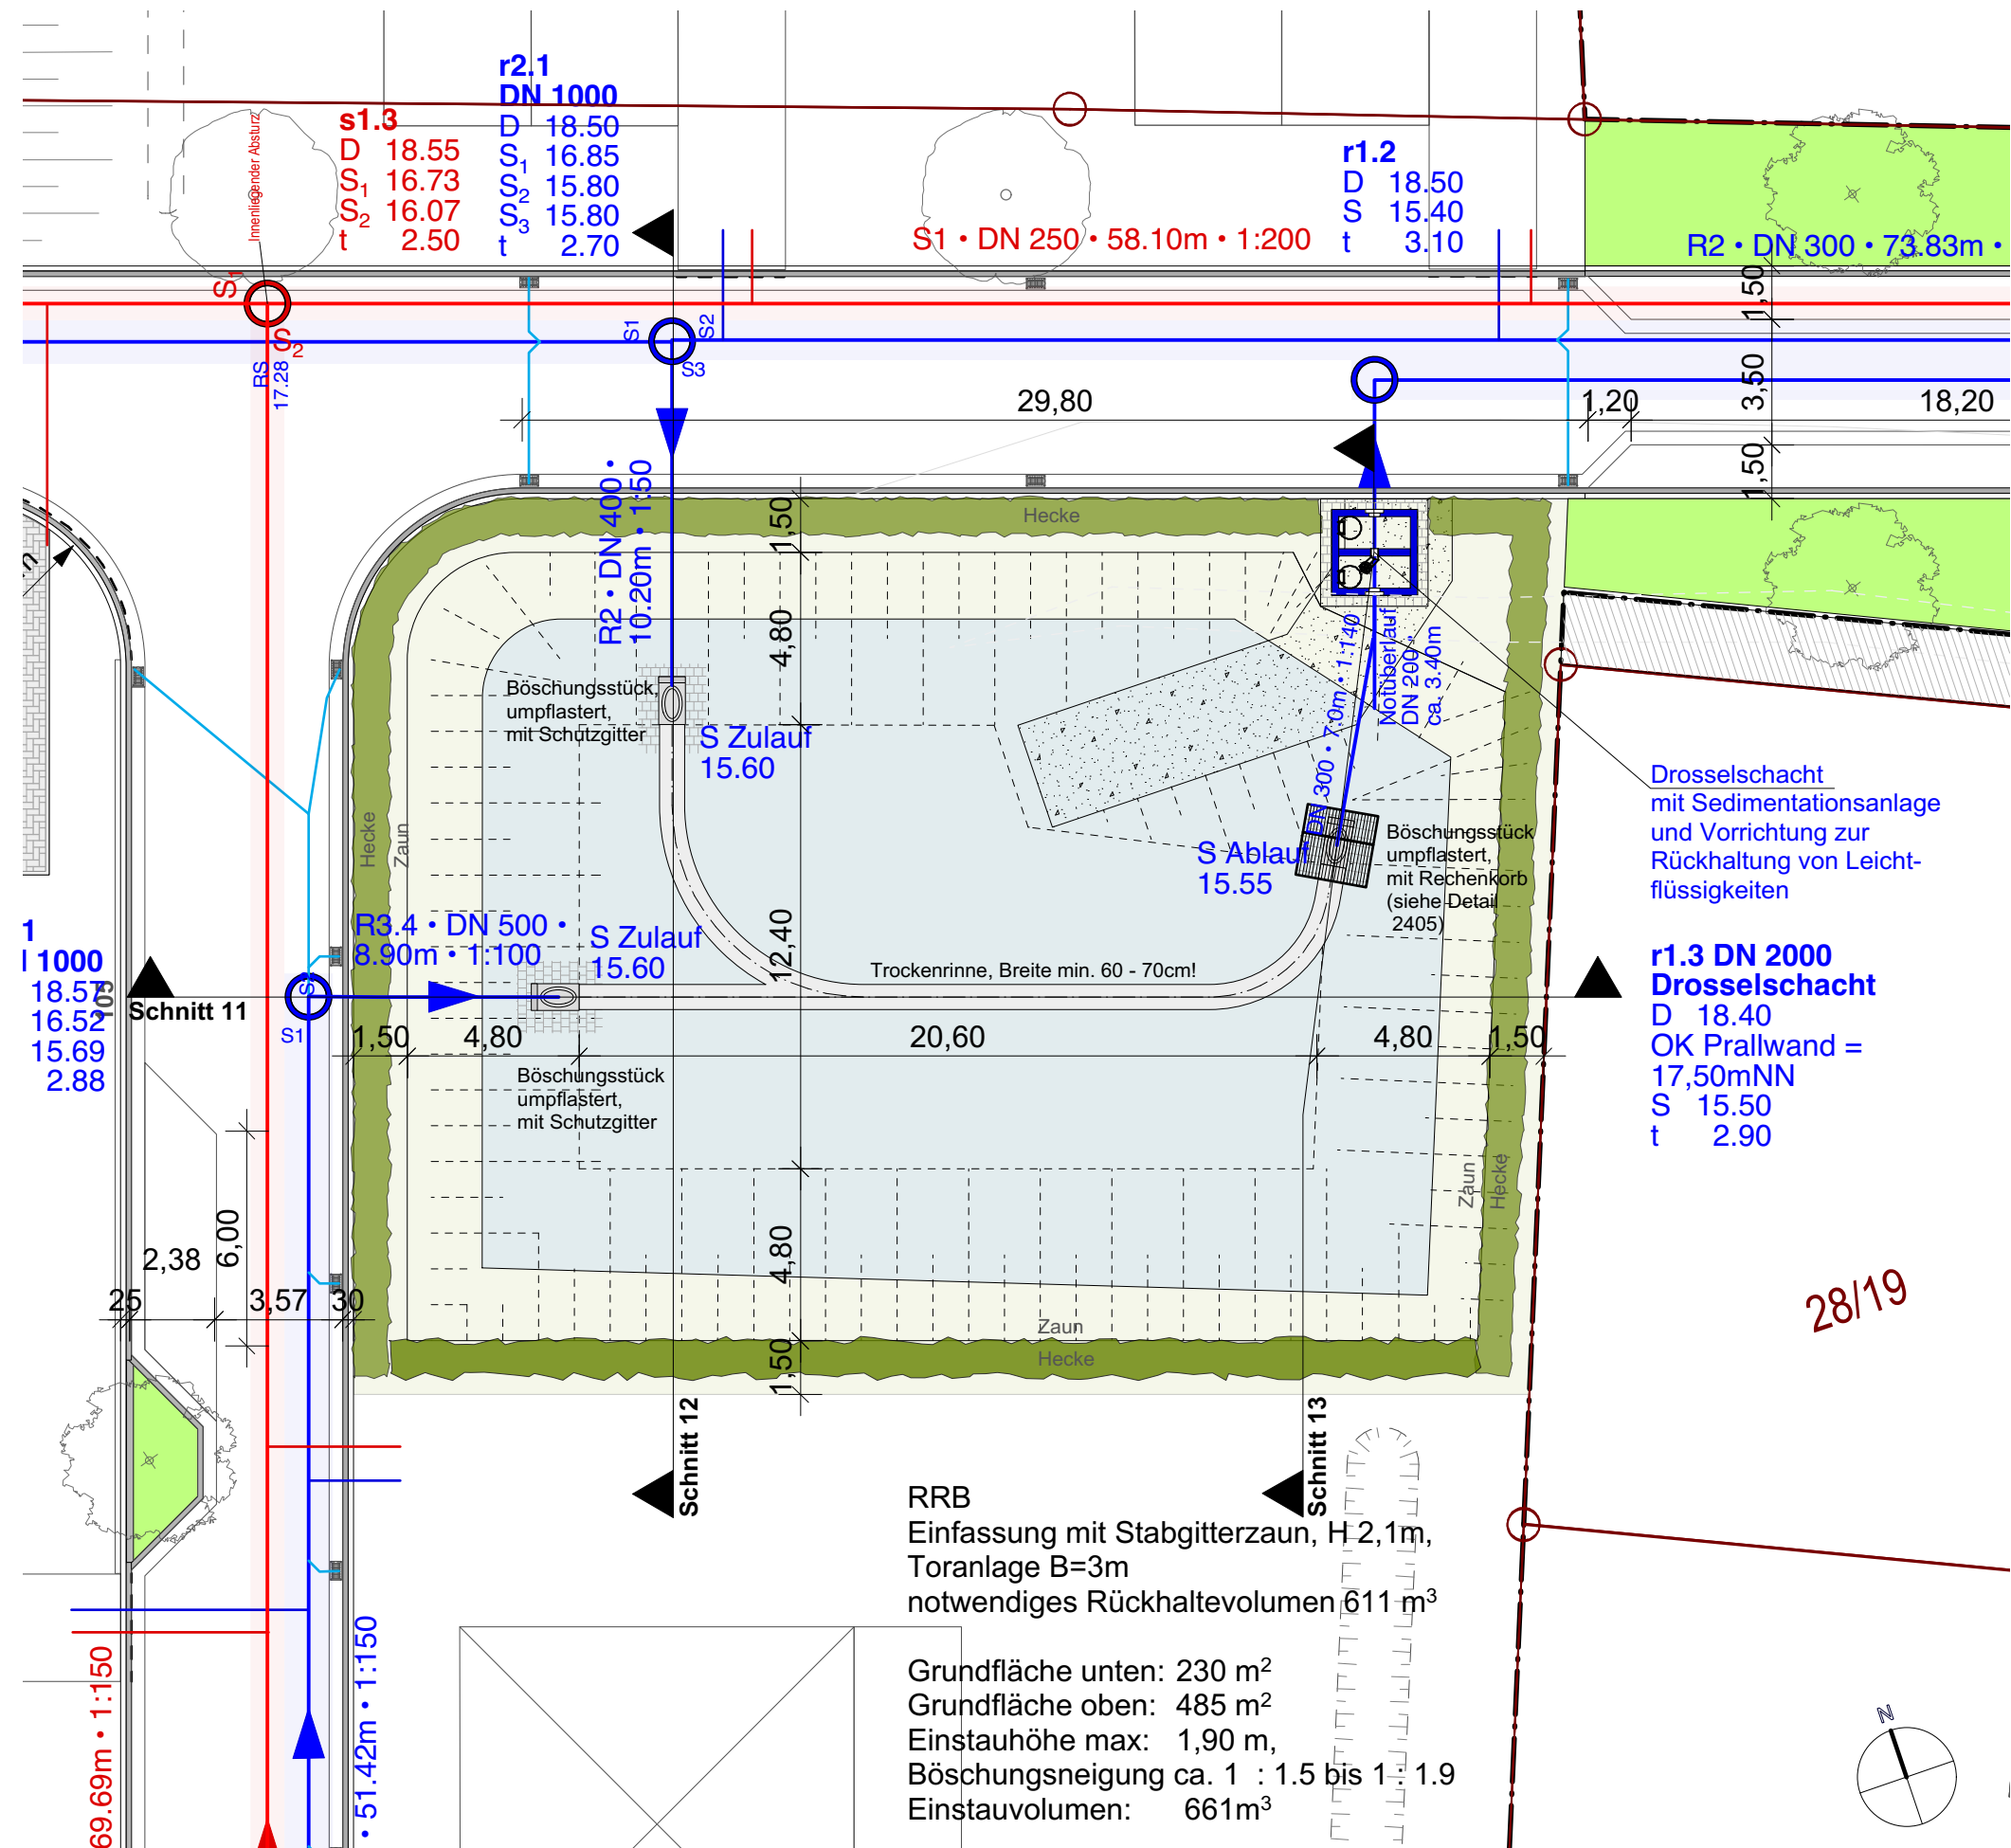 r2.1
DN 1000
D 18.50
S1 16.85
S2 15.80
S3 15.80
t 2.70
s1.3
D 18.55
S1 16.73
S2 16.07
t 2.50
Innenliegender Absturz
r1.2
D 18.50
S 15.40
t 3.10
S1 • DN 250 • 58.10m • 1:200
R2 • DN 300 • 73.83m •
S1
S2
RS
17.28
S1
S2
S3
29,80
1,20
18,20
1,50
3,50
1,50
R2 • DN 400 •
10.20m • 1:50
Hecke
1,50
4,80
Böschungsstück,
umpflastert,
mit Schutzgitter
S Zulauf
15.60
DN 300 • 7.0m • 1:140
Notüberlauf
DN 200,
ca. 3.40m
Drosselschacht
mit Sedimentationsanlage
und Vorrichtung zur
Rückhaltung von Leicht-
flüssigkeiten
Hecke
Zaun
S Ablauf
15.55
Böschungsstück
umpflastert,
mit Rechenkorb
(siehe Detail
2405)
R3.4 • DN 500 •
8.90m • 1:100
S Zulauf
15.60
12,40
Trockenrinne, Breite min. 60 - 70cm!
1
1000
18.57
16.52
15.69
2.88
Schnitt 11
S1
1,50
4,80
20,60
4,80
1,50
r1.3 DN 2000
Drosselschacht
D 18.40
OK Prallwand =
17,50mNN
S 15.50
t 2.90
Böschungsstück
umpflastert,
mit Schutzgitter
Zaun
Hecke
2,38
6,00
4,80
25
3,57
30
28/19
Zaun
Hecke
1,50
Schnitt 12
Schnitt 13
RRB
Einfassung mit Stabgitterzaun, H 2,1m,
Toranlage B=3m
notwendiges Rückhaltevolumen 611 m³
Grundfläche unten: 230 m²
Grundfläche oben: 485 m²
Einstauhöhe max: 1,90 m,
Böschungsneigung ca. 1 : 1.5 bis 1 : 1.9
Einstauvolumen: 661m³
69.69m • 1:150
• 51.42m • 1:150
N